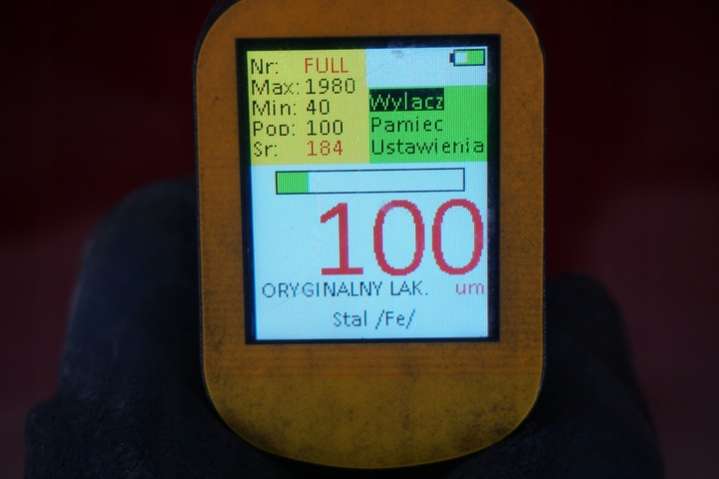 Nr: FULL
Max: 1980
Min: 40
Pop: 100
Sr: 184
Wylacz
Pamiec
Ustawienia
100
ORYGINALNY LAK. um
Stal /Fe/